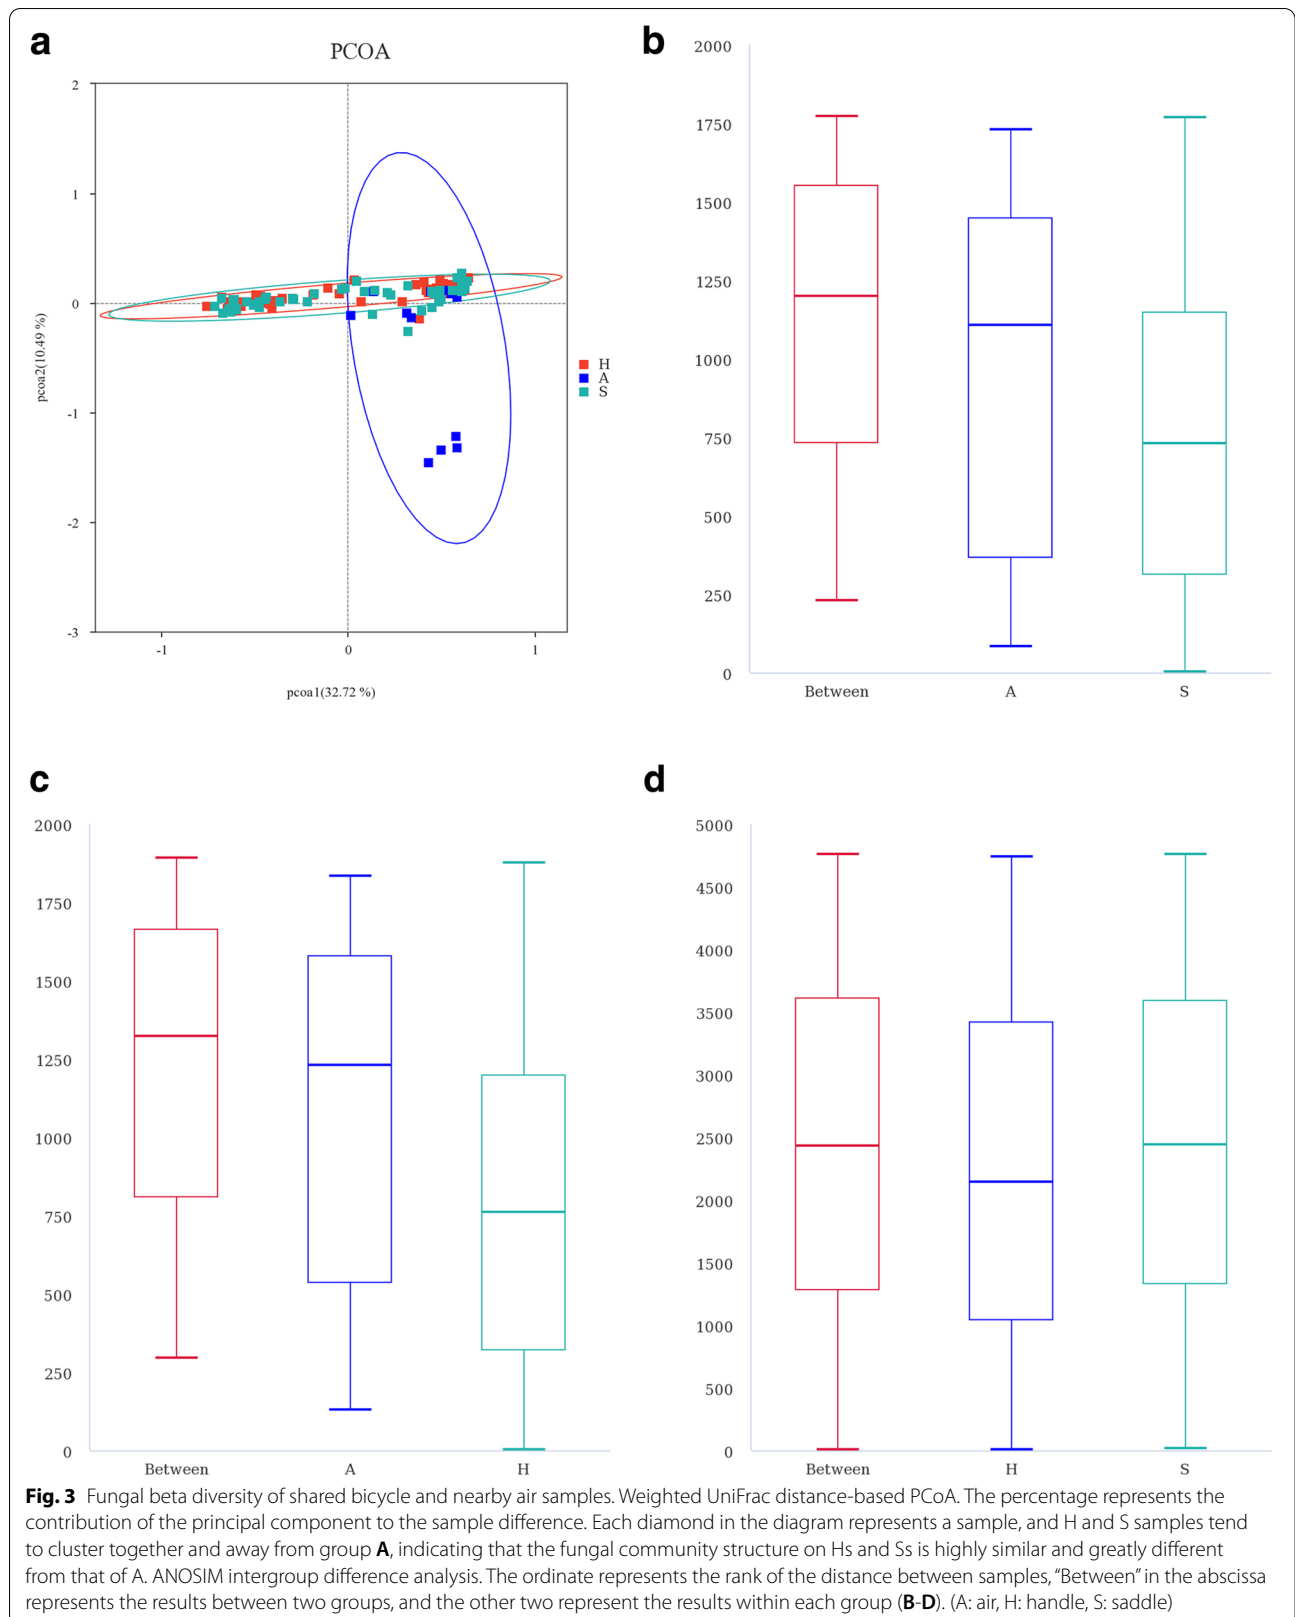 a
PCOA
2
1
0
-1
-2
-3
-1
0
1
pcoa2(10.49 %)
pcoa1(32.72 %)
H
A
S
b
2000
1750
1500
1250
1000
750
500
250
0
Between
A
S
c
2000
1750
1500
1250
1000
750
500
250
0
Between
A
H
d
5000
4500
4000
3500
3000
2500
2000
1500
1000
500
0
Between
H
S
Fig. 3 Fungal beta diversity of shared bicycle and nearby air samples. Weighted UniFrac distance-based PCoA. The percentage represents the
contribution of the principal component to the sample difference. Each diamond in the diagram represents a sample, and H and S samples tend
to cluster together and away from group A, indicating that the fungal community structure on Hs and Ss is highly similar and greatly different
from that of A. ANOSIM intergroup difference analysis. The ordinate represents the rank of the distance between samples, “Between” in the abscissa
represents the results between two groups, and the other two represent the results within each group (B-D). (A: air, H: handle, S: saddle)